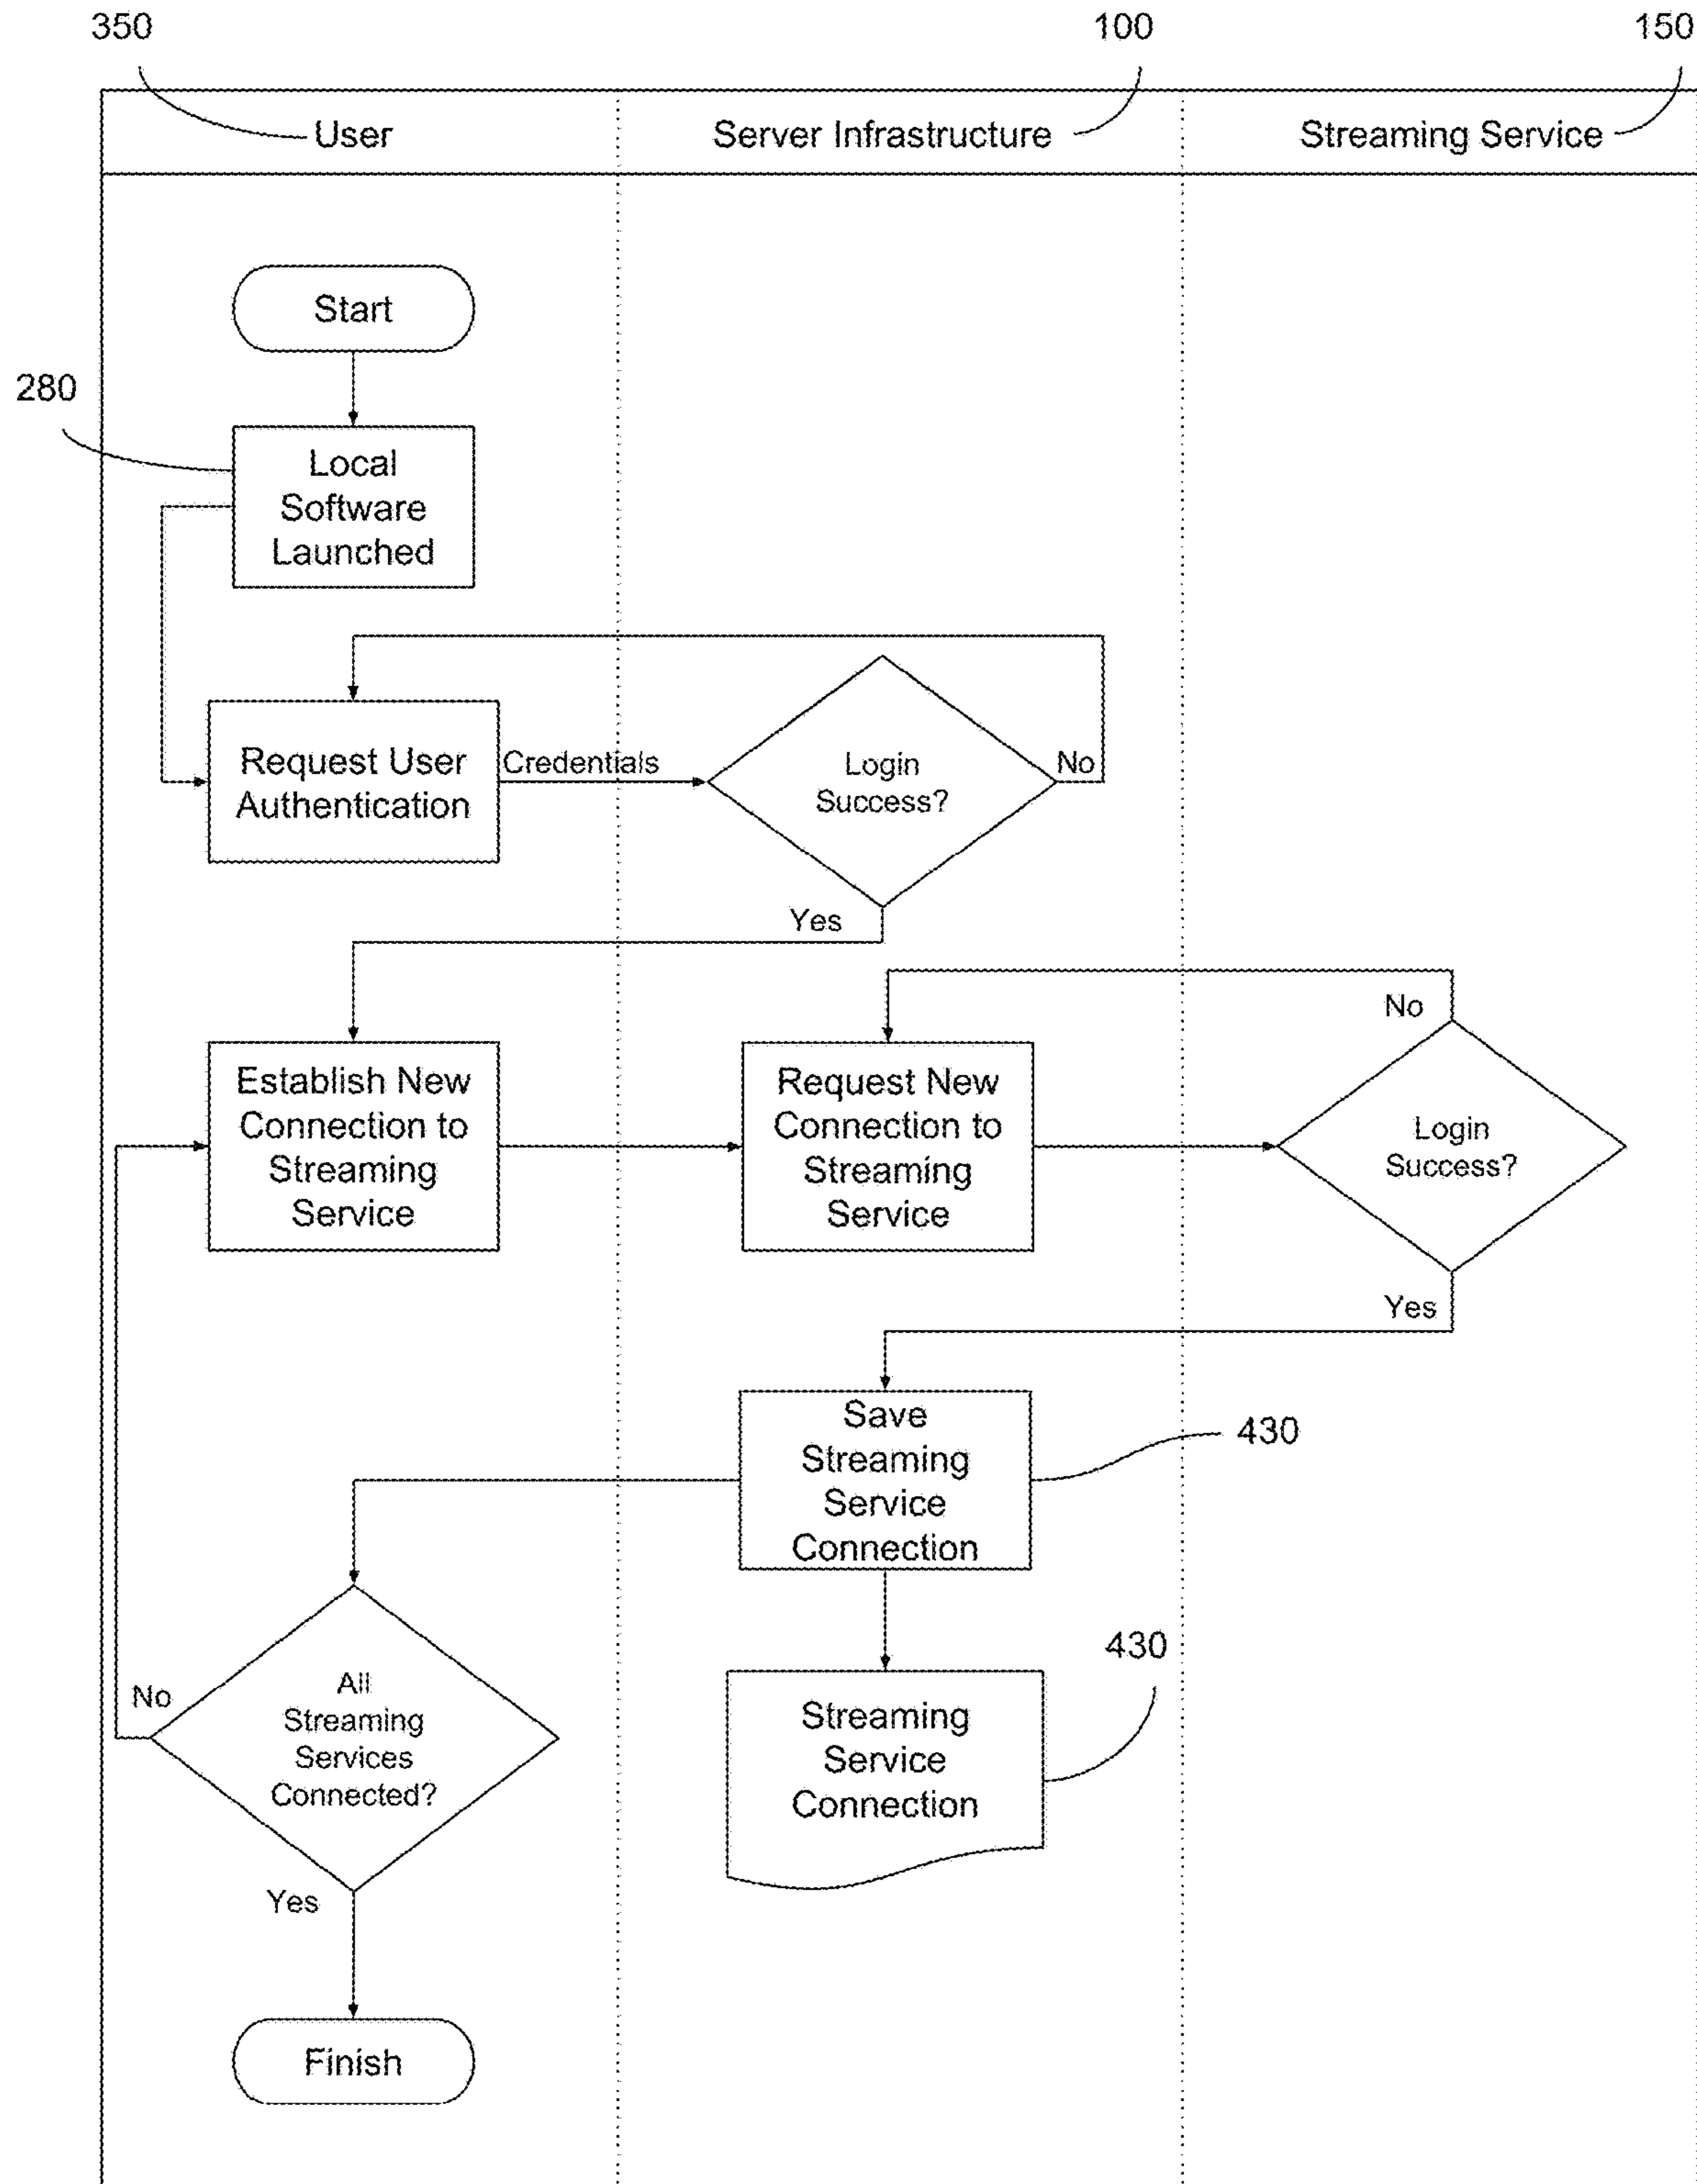 350
100
150
User
Server Infrastructure
Streaming Service
Start
280
Local
Software
Launched
Request User
Authentication
Credentials
Login
Success?
No
Yes
No
Establish New
Connection to
Streaming
Service
Request New
Connection to
Streaming
Service
Login
Success?
Yes
Save
Streaming
Service
Connection
430
430
No
All
Streaming
Services
Connected?
Streaming
Service
Connection
Yes
Finish